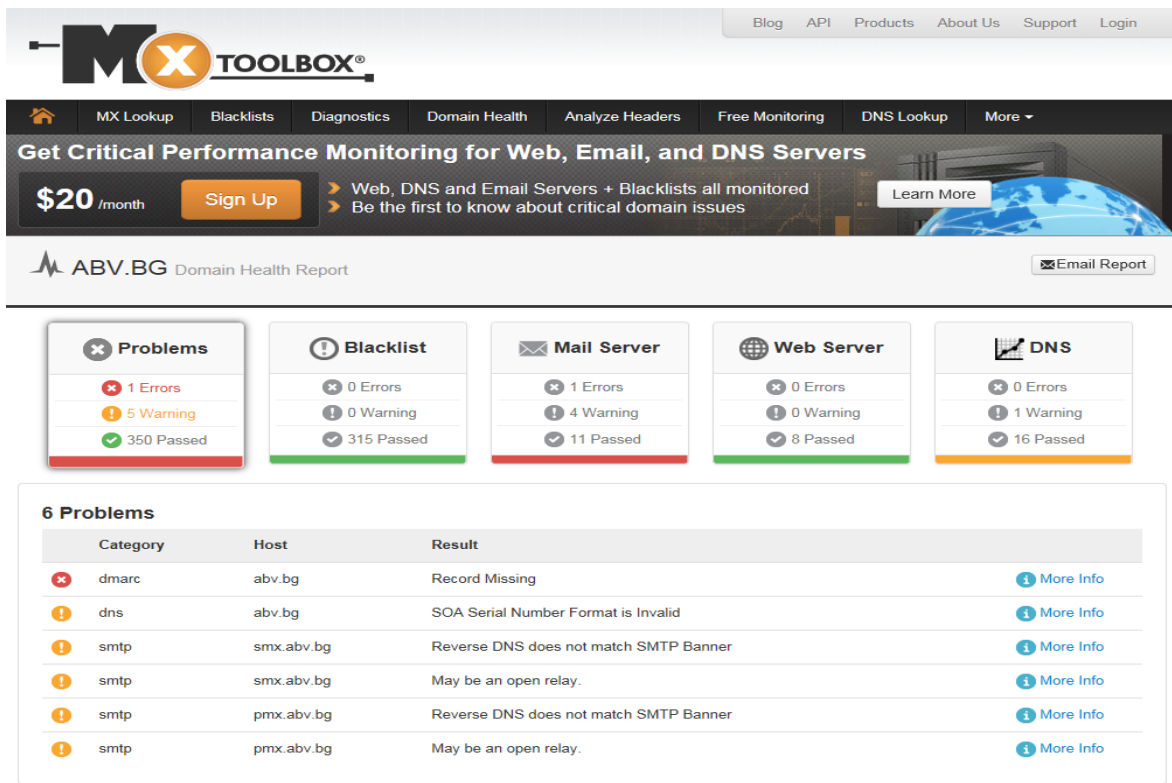 Blog API Products About Us Support Login
MX TOOLBOX®
MX Lookup Blacklists Diagnostics Domain Health Analyze Headers Free Monitoring DNS Lookup More
Get Critical Performance Monitoring for Web, Email, and DNS Servers
$20 /month Sign Up
Web, DNS and Email Servers + Blacklists all monitored
Be the first to know about critical domain issues
Learn More
ABV.BG Domain Health Report
Email Report
Problems
1 Errors
5 Warning
350 Passed
Blacklist
0 Errors
0 Warning
315 Passed
Mail Server
1 Errors
4 Warning
11 Passed
Web Server
0 Errors
0 Warning
8 Passed
DNS
0 Errors
1 Warning
16 Passed
6 Problems
Category Host Result
dmarc abv.bg Record Missing More Info
dns abv.bg SOA Serial Number Format is Invalid More Info
smtp smx.abv.bg Reverse DNS does not match SMTP Banner More Info
smtp smx.abv.bg May be an open relay. More Info
smtp pmx.abv.bg Reverse DNS does not match SMTP Banner More Info
smtp pmx.abv.bg May be an open relay. More Info